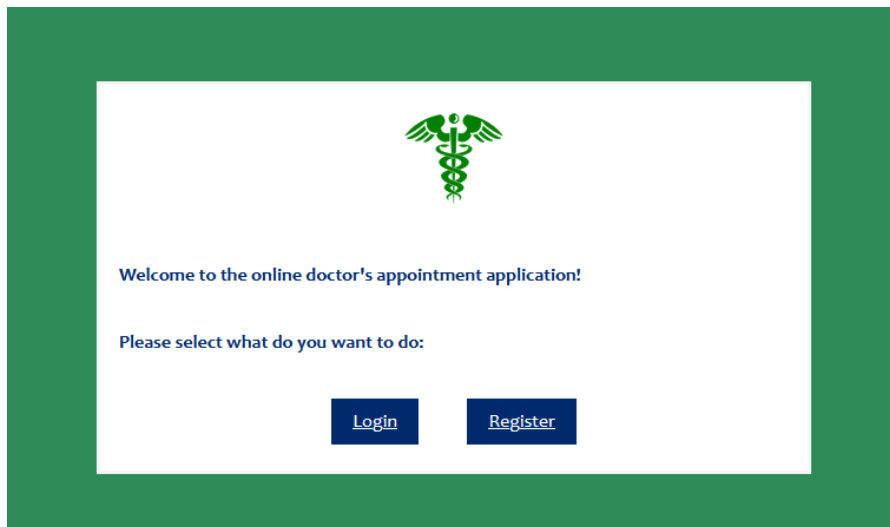 Welcome to the online doctor's appointment application!
Please select what do you want to do:
Login
Register